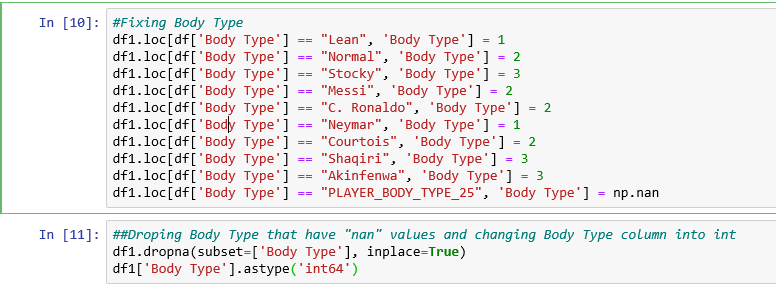 In [10]: #Fixing Body Type
df1.loc[df['Body Type'] == "Lean", 'Body Type'] = 1
df1.loc[df['Body Type'] == "Normal", 'Body Type'] = 2
df1.loc[df['Body Type'] == "Stocky", 'Body Type'] = 3
df1.loc[df['Body Type'] == "Messi", 'Body Type'] = 2
df1.loc[df['Body Type'] == "C. Ronaldo", 'Body Type'] = 2
df1.loc[df['Body Type'] == "Neymar", 'Body Type'] = 1
df1.loc[df['Body Type'] == "Courtois", 'Body Type'] = 2
df1.loc[df['Body Type'] == "Shaqiri", 'Body Type'] = 3
df1.loc[df['Body Type'] == "Akinfenwa", 'Body Type'] = 3
df1.loc[df['Body Type'] == "PLAYER_BODY_TYPE_25", 'Body Type'] = np.nan
In [11]: ##Droping Body Type that have "nan" values and changing Body Type column into int
df1.dropna(subset=['Body Type'], inplace=True)
df1['Body Type'].astype('int64')